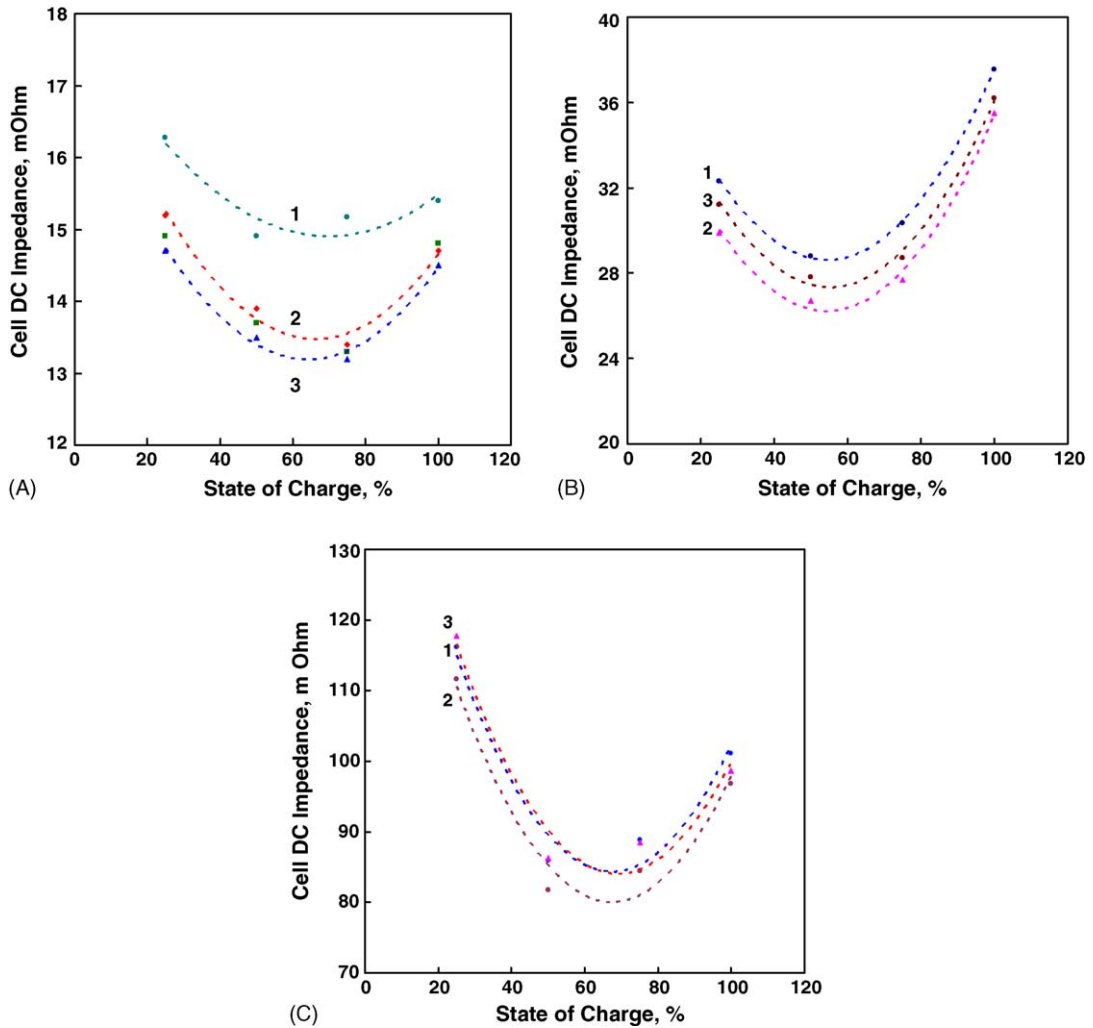 18
17
16
15
14
13
12
0 20 40 60 80 100 120
Cell DC Impedance, mOhm
State of Charge, %
1
2
3
(A)
40
36
32
28
24
20
0 20 40 60 80 100 120
Cell DC Impedance, mOhm
State of Charge, %
1
3
2
(B)
130
120
110
100
90
80
70
0 20 40 60 80 100 120
Cell DC Impedance, m Ohm
State of Charge, %
3
1
2
(C)